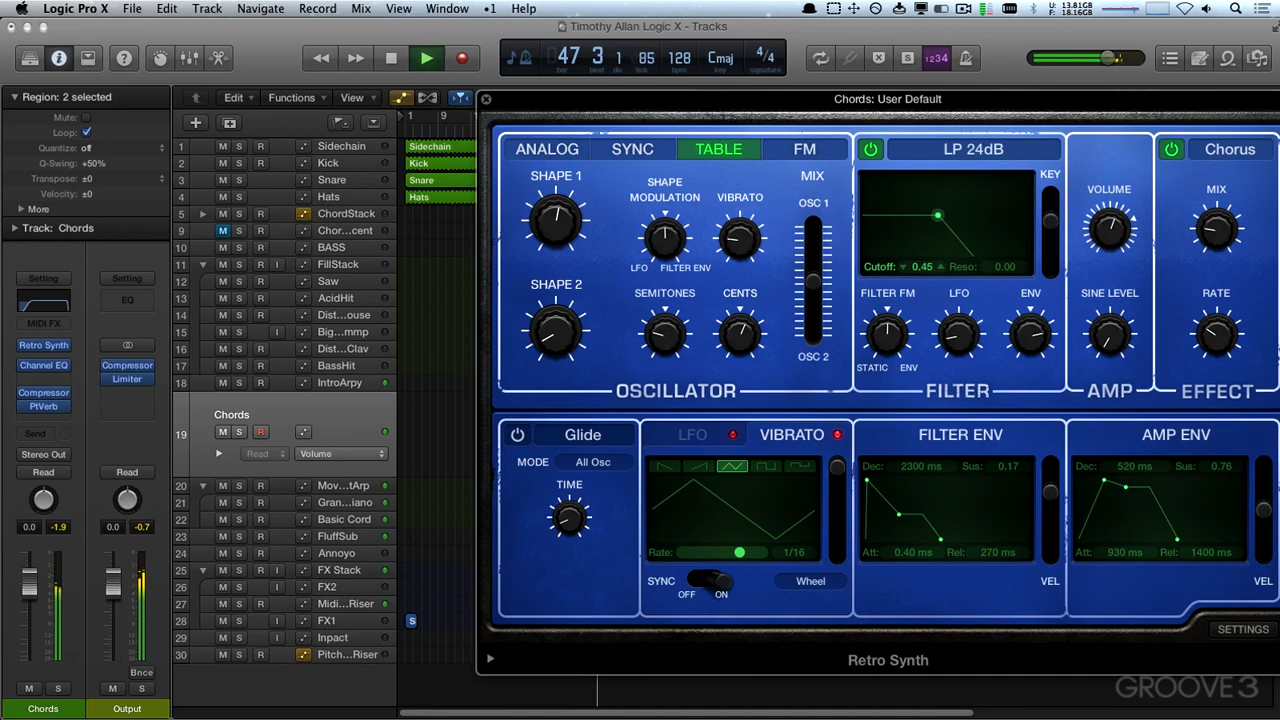 Logic Pro X File Edit Track Navigate Record Mix View Window •1 Help U: 13.81GB F: 18.16GB
Timothy Allan Logic X - Tracks
47 3 1 85 128 Cmaj 4/4
bar beat key signature
1234
Region: 2 selected
Mute:
Loop:
Quantize: off
Q-Swing: +50%
Transpose: ±0
Velocity: ±0
More
Track: Chords
Setting Setting
EQ
MIDI FX
Retro Synth
Channel EQ Compressor
Limiter
Compressor
PtVerb
Send
Stereo Out
Read Read
0.0 -1.9 0.0 -0.7
Bnce
M S M S
Chords Output
Edit Functions View
1 9
1 M S Sidechain Sidechain
2 M S Kick Kick
3 M S Snare Snare
4 M S Hats Hats
5 M S R ChordStack
9 M S R Chor...cent
10 M S R BASS
11 M S R I FillStack
12 M S R Saw
13 M S R AcidHit
14 M S R Dist...ouse
15 M S I Big...mmp
16 M S R Dist...Clav
17 M S R BassHit
18 M S R IntroArpy
Chords
19 M S R
Read Volume
20 M S R Mov...tArp
21 M S R Gran...iano
22 M S R Basic Cord
23 M S R FluffSub
24 M S Annoyo
25 M S R I FX Stack
26 M S I FX2
27 M S R Midi...Riser
28 M S I FX1 S
29 M S I Inpact
30 M S Pitch...Riser
Chords: User Default
ANALOG SYNC TABLE FM LP 24dB Chorus
SHAPE 1 SHAPE MODULATION VIBRATO MIX KEY
OSC 1 VOLUME MIX
LFO FILTER ENV Cutoff: 0.45 Reso: 0.00
SHAPE 2 SEMITONES CENTS FILTER FM LFO ENV SINE LEVEL RATE
OSC 2 STATIC ENV
OSCILLATOR FILTER AMP EFFECT
Glide LFO VIBRATO FILTER ENV AMP ENV
MODE All Osc Dec: 2300 ms Sus: 0.17 Dec: 520 ms Sus: 0.76
TIME
Rate: 1/16 Att: 0.40 ms Rel: 270 ms Att: 930 ms Rel: 1400 ms
SYNC OFF ON Wheel VEL VEL
SETTINGS
Retro Synth
GROOVE 3